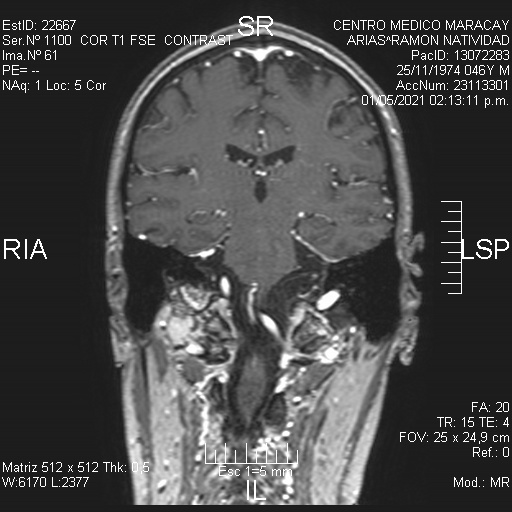 EstID: 22667
Ser.Nº 1100 COR T1 FSE CONTRAST
Ima.Nº 61
PE= --
NAq: 1 Loc: 5 Cor
SR
CENTRO MEDICO MARACAY
ARIAS^RAMON NATIVIDAD
PacID: 13072283
25/11/1974 046Y M
AccNum: 23113301
01/05/2021 02:13:11 p.m.
RIA
LSP
FA: 20
TR: 15 TE: 4
FOV: 25 x 24,9 cm
Ref.: 0
Matriz 512 x 512 Thk: 0.5
W:6170 L:2377
Esc 1=5 mm
IL
Mod.: MR